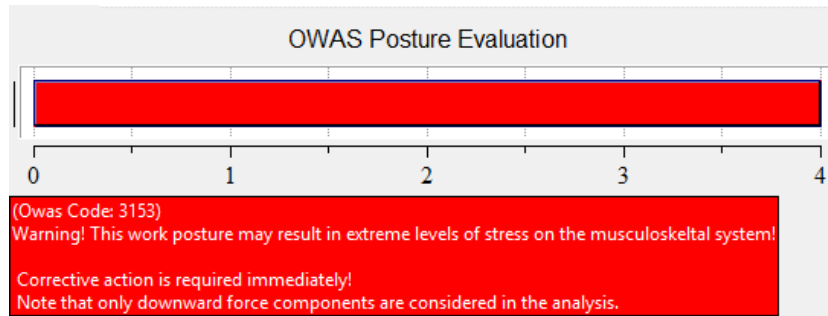 OWAS Posture Evaluation
0 1 2 3 4
(Owas Code: 3153)
Warning! This work posture may result in extreme levels of stress on the musculoskeltal system!
Corrective action is required immediately!
Note that only downward force components are considered in the analysis.